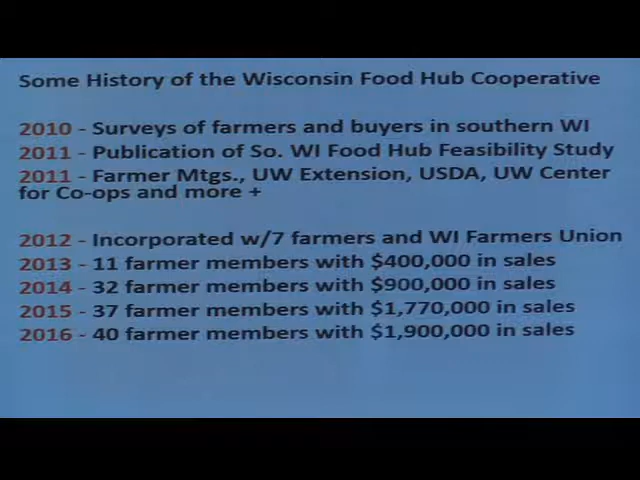 Some History of the Wisconsin Food Hub Cooperative
2010 - Surveys of farmers and buyers in southern WI
2011 - Publication of So. WI Food Hub Feasibility Study
2011 - Farmer Mtgs., UW Extension, USDA, UW Center
for Co-ops and more +
2012 - Incorporated w/7 farmers and WI Farmers Union
2013 - 11 farmer members with $400,000 in sales
2014 - 32 farmer members with $900,000 in sales
2015 - 37 farmer members with $1,770,000 in sales
2016 - 40 farmer members with $1,900,000 in sales